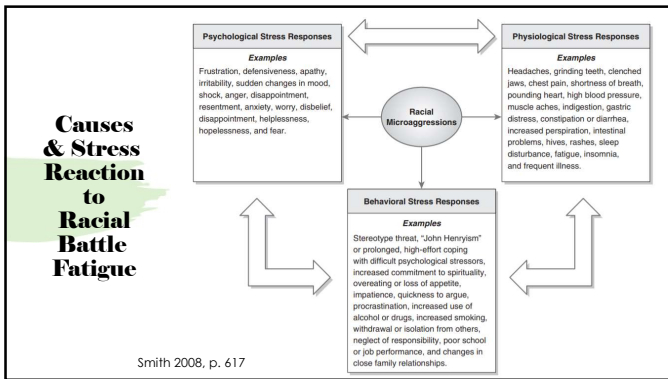 Causes
& Stress
Reaction
to
Racial
Battle
Fatigue
Psychological Stress Responses
Examples
Frustration, defensiveness, apathy,
irritability, sudden changes in mood,
shock, anger, disappointment,
resentment, anxiety, worry, disbelief,
disappointment, helplessness,
hopelessness, and fear.
Racial
Microaggressions
Physiological Stress Responses
Examples
Headaches, grinding teeth, clenched
jaws, chest pain, shortness of breath,
pounding heart, high blood pressure,
muscle aches, indigestion, gastric
distress, constipation or diarrhea,
increased perspiration, intestinal
problems, hives, rashes, sleep
disturbance, fatigue, insomnia,
and frequent illness.
Behavioral Stress Responses
Examples
Stereotype threat, "John Henryism"
or prolonged, high-effort coping
with difficult psychological stressors,
increased commitment to spirituality,
overeating or loss of appetite,
impatience, quickness to argue,
procrastination, increased use of
alcohol or drugs, increased smoking,
withdrawal or isolation from others,
neglect of responsibility, poor school
or job performance, and changes in
close family relationships.
Smith 2008, p. 617